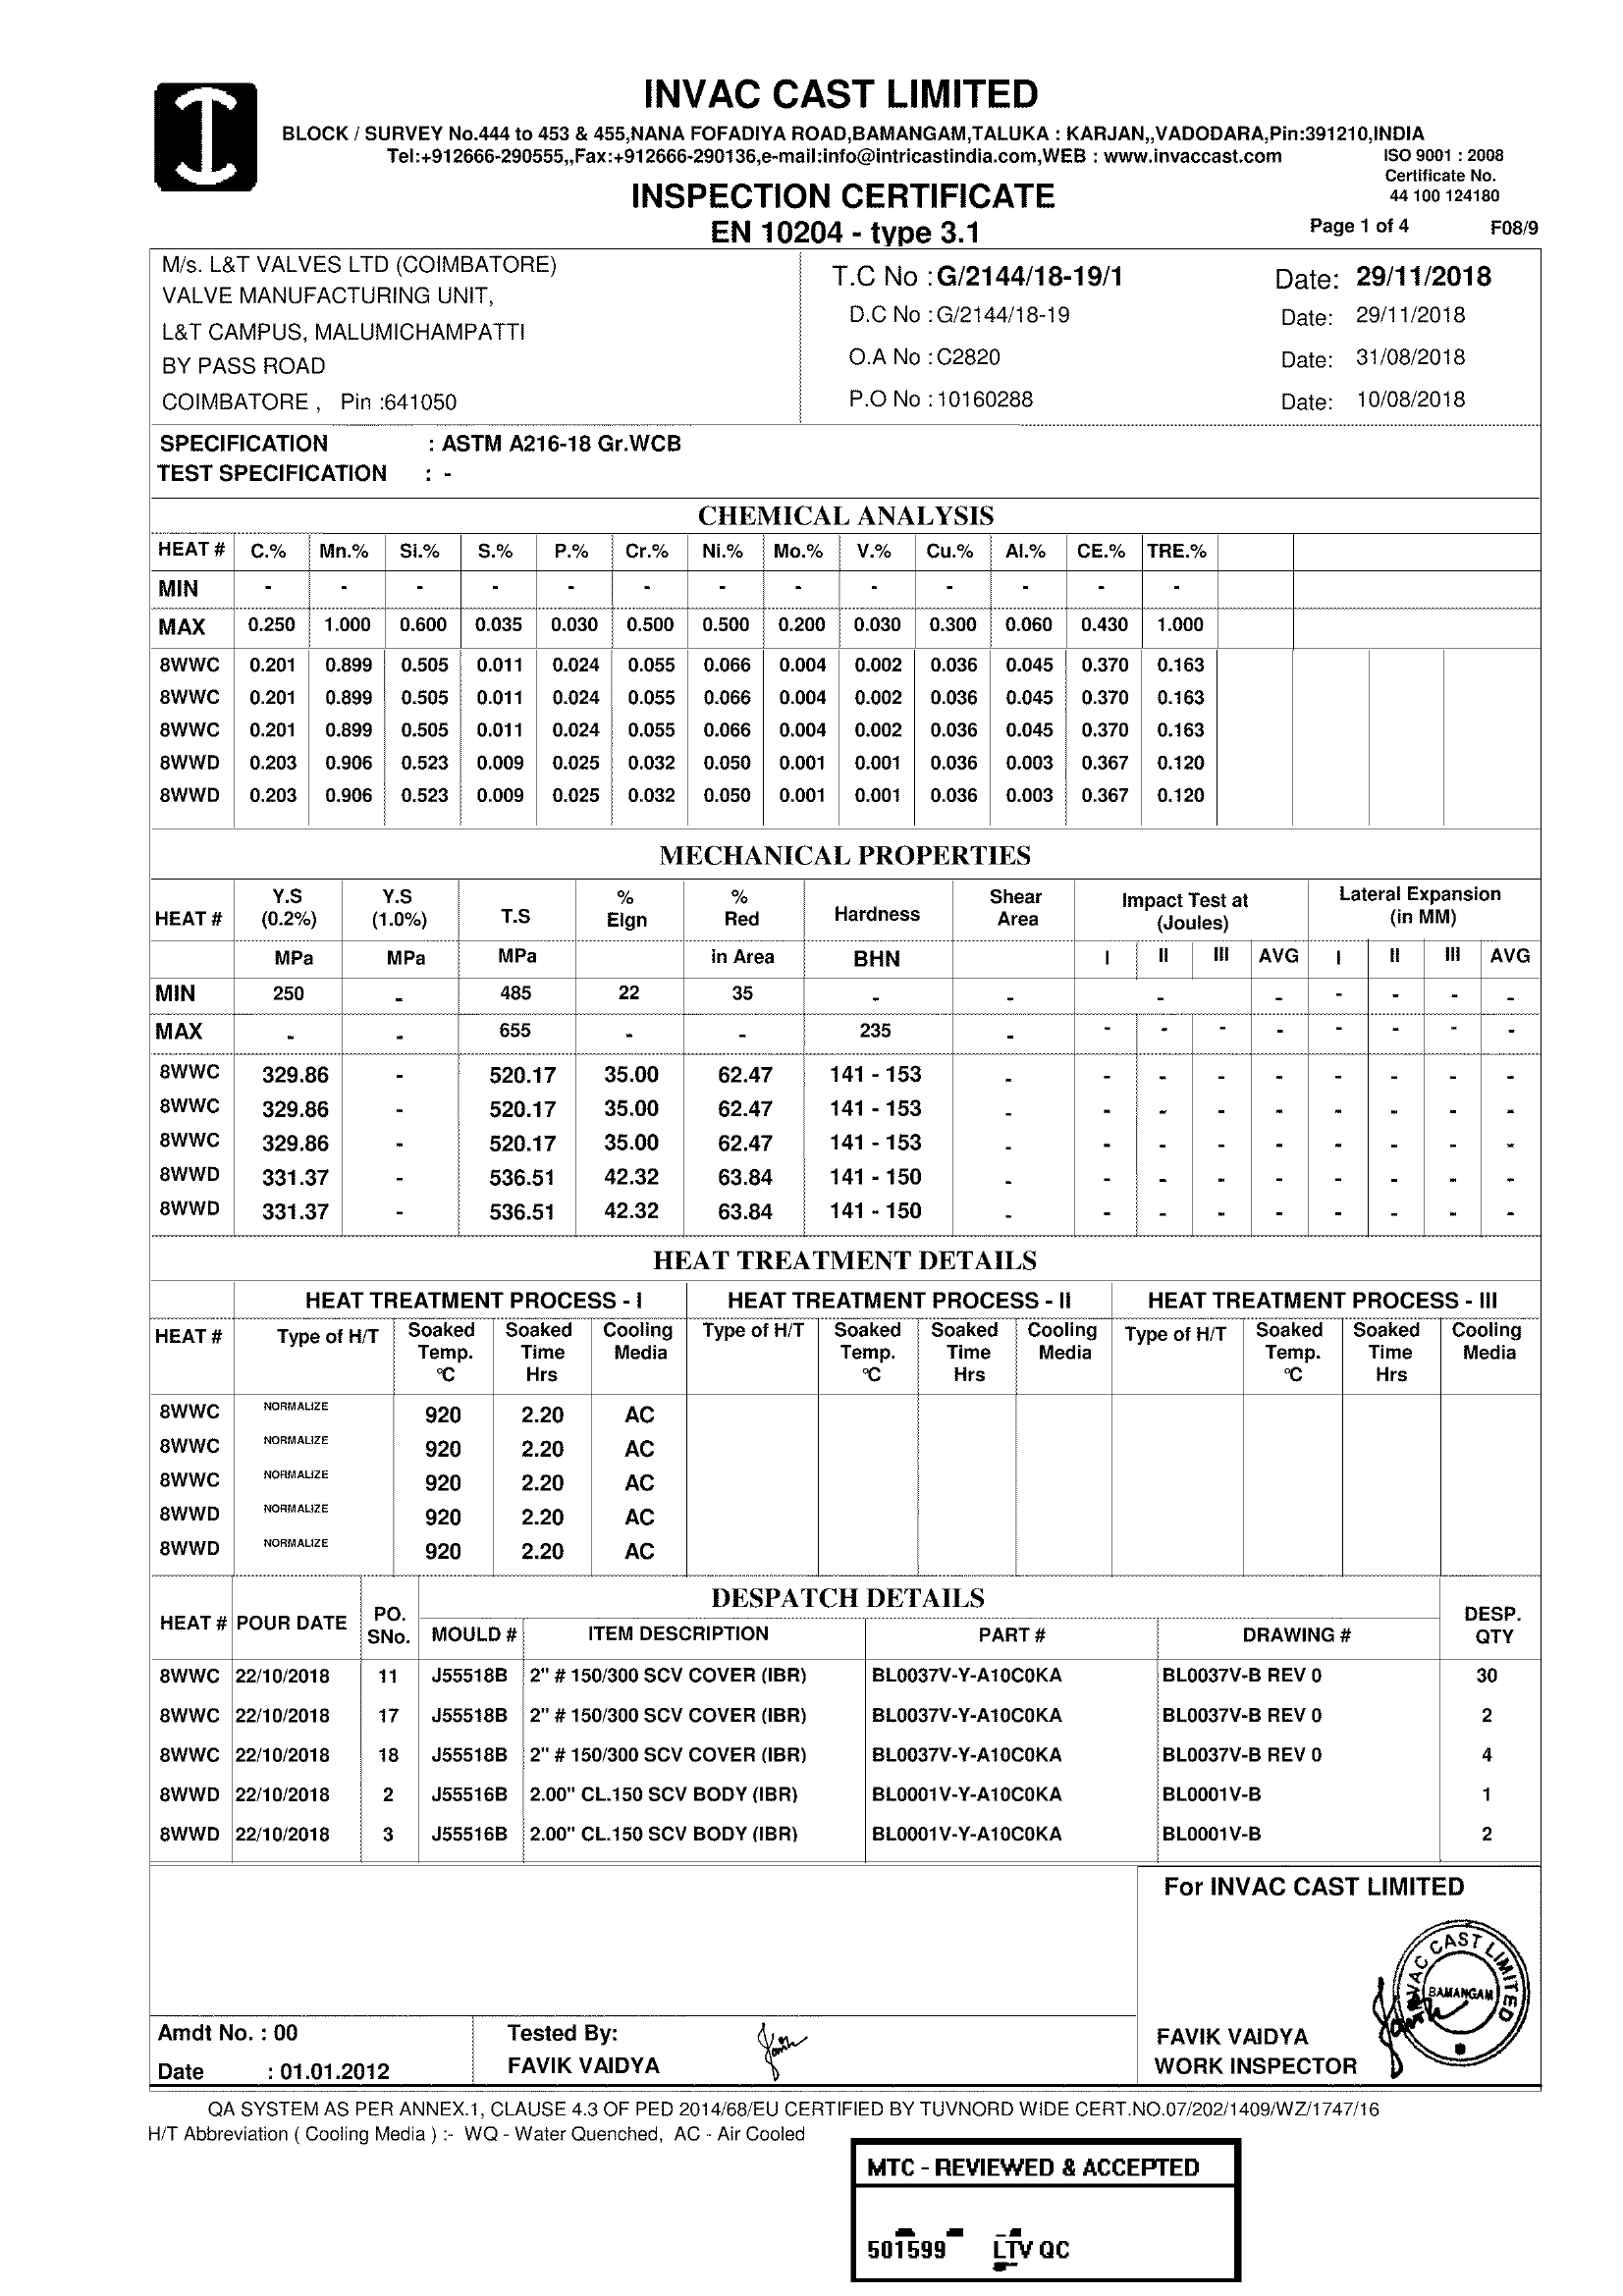 INVAC CAST LIMITED
BLOCK / SURVEY No.444 to 453 & 455,NANA FOFADIYA ROAD,BAMANGAM,TALUKA : KARJAN,,VADODARA,Pin:391210,INDIA
Tel:+912666-290555,,Fax:+912666-290136,e-mail:info@intricastindia.com,WEB : www.invaccast.com
ISO 9001 : 2008
Certificate No.
44 100 124180
INSPECTION CERTIFICATE
EN 10204 - type 3.1
Page 1 of 4 F08/9
M/s. L&T VALVES LTD (COIMBATORE)
VALVE MANUFACTURING UNIT,
L&T CAMPUS, MALUMICHAMPATTI
BY PASS ROAD
COIMBATORE , Pin :641050
T.C No :G/2144/18-19/1 Date: 29/11/2018
D.C No :G/2144/18-19 Date: 29/11/2018
O.A No :C2820 Date: 31/08/2018
P.O No :10160288 Date: 10/08/2018
SPECIFICATION : ASTM A216-18 Gr.WCB
TEST SPECIFICATION : -
CHEMICAL ANALYSIS
HEAT # C.% Mn.% Si.% S.% P.% Cr.% Ni.% Mo.% V.% Cu.% Al.% CE.% TRE.%
MIN - - - - - - - - - - - - -
MAX 0.250 1.000 0.600 0.035 0.030 0.500 0.500 0.200 0.030 0.300 0.060 0.430 1.000
8WWC 0.201 0.899 0.505 0.011 0.024 0.055 0.066 0.004 0.002 0.036 0.045 0.370 0.163
8WWC 0.201 0.899 0.505 0.011 0.024 0.055 0.066 0.004 0.002 0.036 0.045 0.370 0.163
8WWC 0.201 0.899 0.505 0.011 0.024 0.055 0.066 0.004 0.002 0.036 0.045 0.370 0.163
8WWD 0.203 0.906 0.523 0.009 0.025 0.032 0.050 0.001 0.001 0.036 0.003 0.367 0.120
8WWD 0.203 0.906 0.523 0.009 0.025 0.032 0.050 0.001 0.001 0.036 0.003 0.367 0.120
MECHANICAL PROPERTIES
HEAT # Y.S (0.2%) Y.S (1.0%) T.S % Elgn % Red Hardness Shear Area Impact Test at (Joules) Lateral Expansion (in MM)
MPa MPa MPa in Area BHN I II III AVG I II III AVG
MIN 250 - 485 22 35 - - - - - - - -
MAX - - 655 - - 235 - - - - - - - - -
8WWC 329.86 - 520.17 35.00 62.47 141 - 153 - - - - - - - - -
8WWC 329.86 - 520.17 35.00 62.47 141 - 153 - - - - - - - - -
8WWC 329.86 - 520.17 35.00 62.47 141 - 153 - - - - - - - - -
8WWD 331.37 - 536.51 42.32 63.84 141 - 150 - - - - - - - - -
8WWD 331.37 - 536.51 42.32 63.84 141 - 150 - - - - - - - - -
HEAT TREATMENT DETAILS
HEAT TREATMENT PROCESS - I HEAT TREATMENT PROCESS - II HEAT TREATMENT PROCESS - III
HEAT # Type of H/T Soaked Soaked Cooling Type of H/T Soaked Soaked Cooling Type of H/T Soaked Soaked Cooling
Temp. Time Media Temp. Time Media Temp. Time Media
°C Hrs °C Hrs °C Hrs
8WWC NORMALIZE 920 2.20 AC
8WWC NORMALIZE 920 2.20 AC
8WWC NORMALIZE 920 2.20 AC
8WWD NORMALIZE 920 2.20 AC
8WWD NORMALIZE 920 2.20 AC
DESPATCH DETAILS
HEAT # POUR DATE PO. SNo. MOULD # ITEM DESCRIPTION PART # DRAWING # DESP. QTY
8WWC 22/10/2018 11 J55518B 2" # 150/300 SCV COVER (IBR) BL0037V-Y-A10C0KA BL0037V-B REV 0 30
8WWC 22/10/2018 17 J55518B 2" # 150/300 SCV COVER (IBR) BL0037V-Y-A10C0KA BL0037V-B REV 0 2
8WWC 22/10/2018 18 J55518B 2" # 150/300 SCV COVER (IBR) BL0037V-Y-A10C0KA BL0037V-B REV 0 4
8WWD 22/10/2018 2 J55516B 2.00" CL.150 SCV BODY (IBR) BL0001V-Y-A10C0KA BL0001V-B 1
8WWD 22/10/2018 3 J55516B 2.00" CL.150 SCV BODY (IBR) BL0001V-Y-A10C0KA BL0001V-B 2
For INVAC CAST LIMITED
INVAC CAST LIMITED
BAMANGAM
Amdt No. : 00
Date : 01.01.2012
Tested By:
FAVIK VAIDYA
FAVIK VAIDYA
WORK INSPECTOR
QA SYSTEM AS PER ANNEX.1, CLAUSE 4.3 OF PED 2014/68/EU CERTIFIED BY TUVNORD WIDE CERT.NO.07/202/1409/WZ/1747/16
H/T Abbreviation ( Cooling Media ) :- WQ - Water Quenched, AC - Air Cooled
MTC - REVIEWED & ACCEPTED
501599 LTV QC